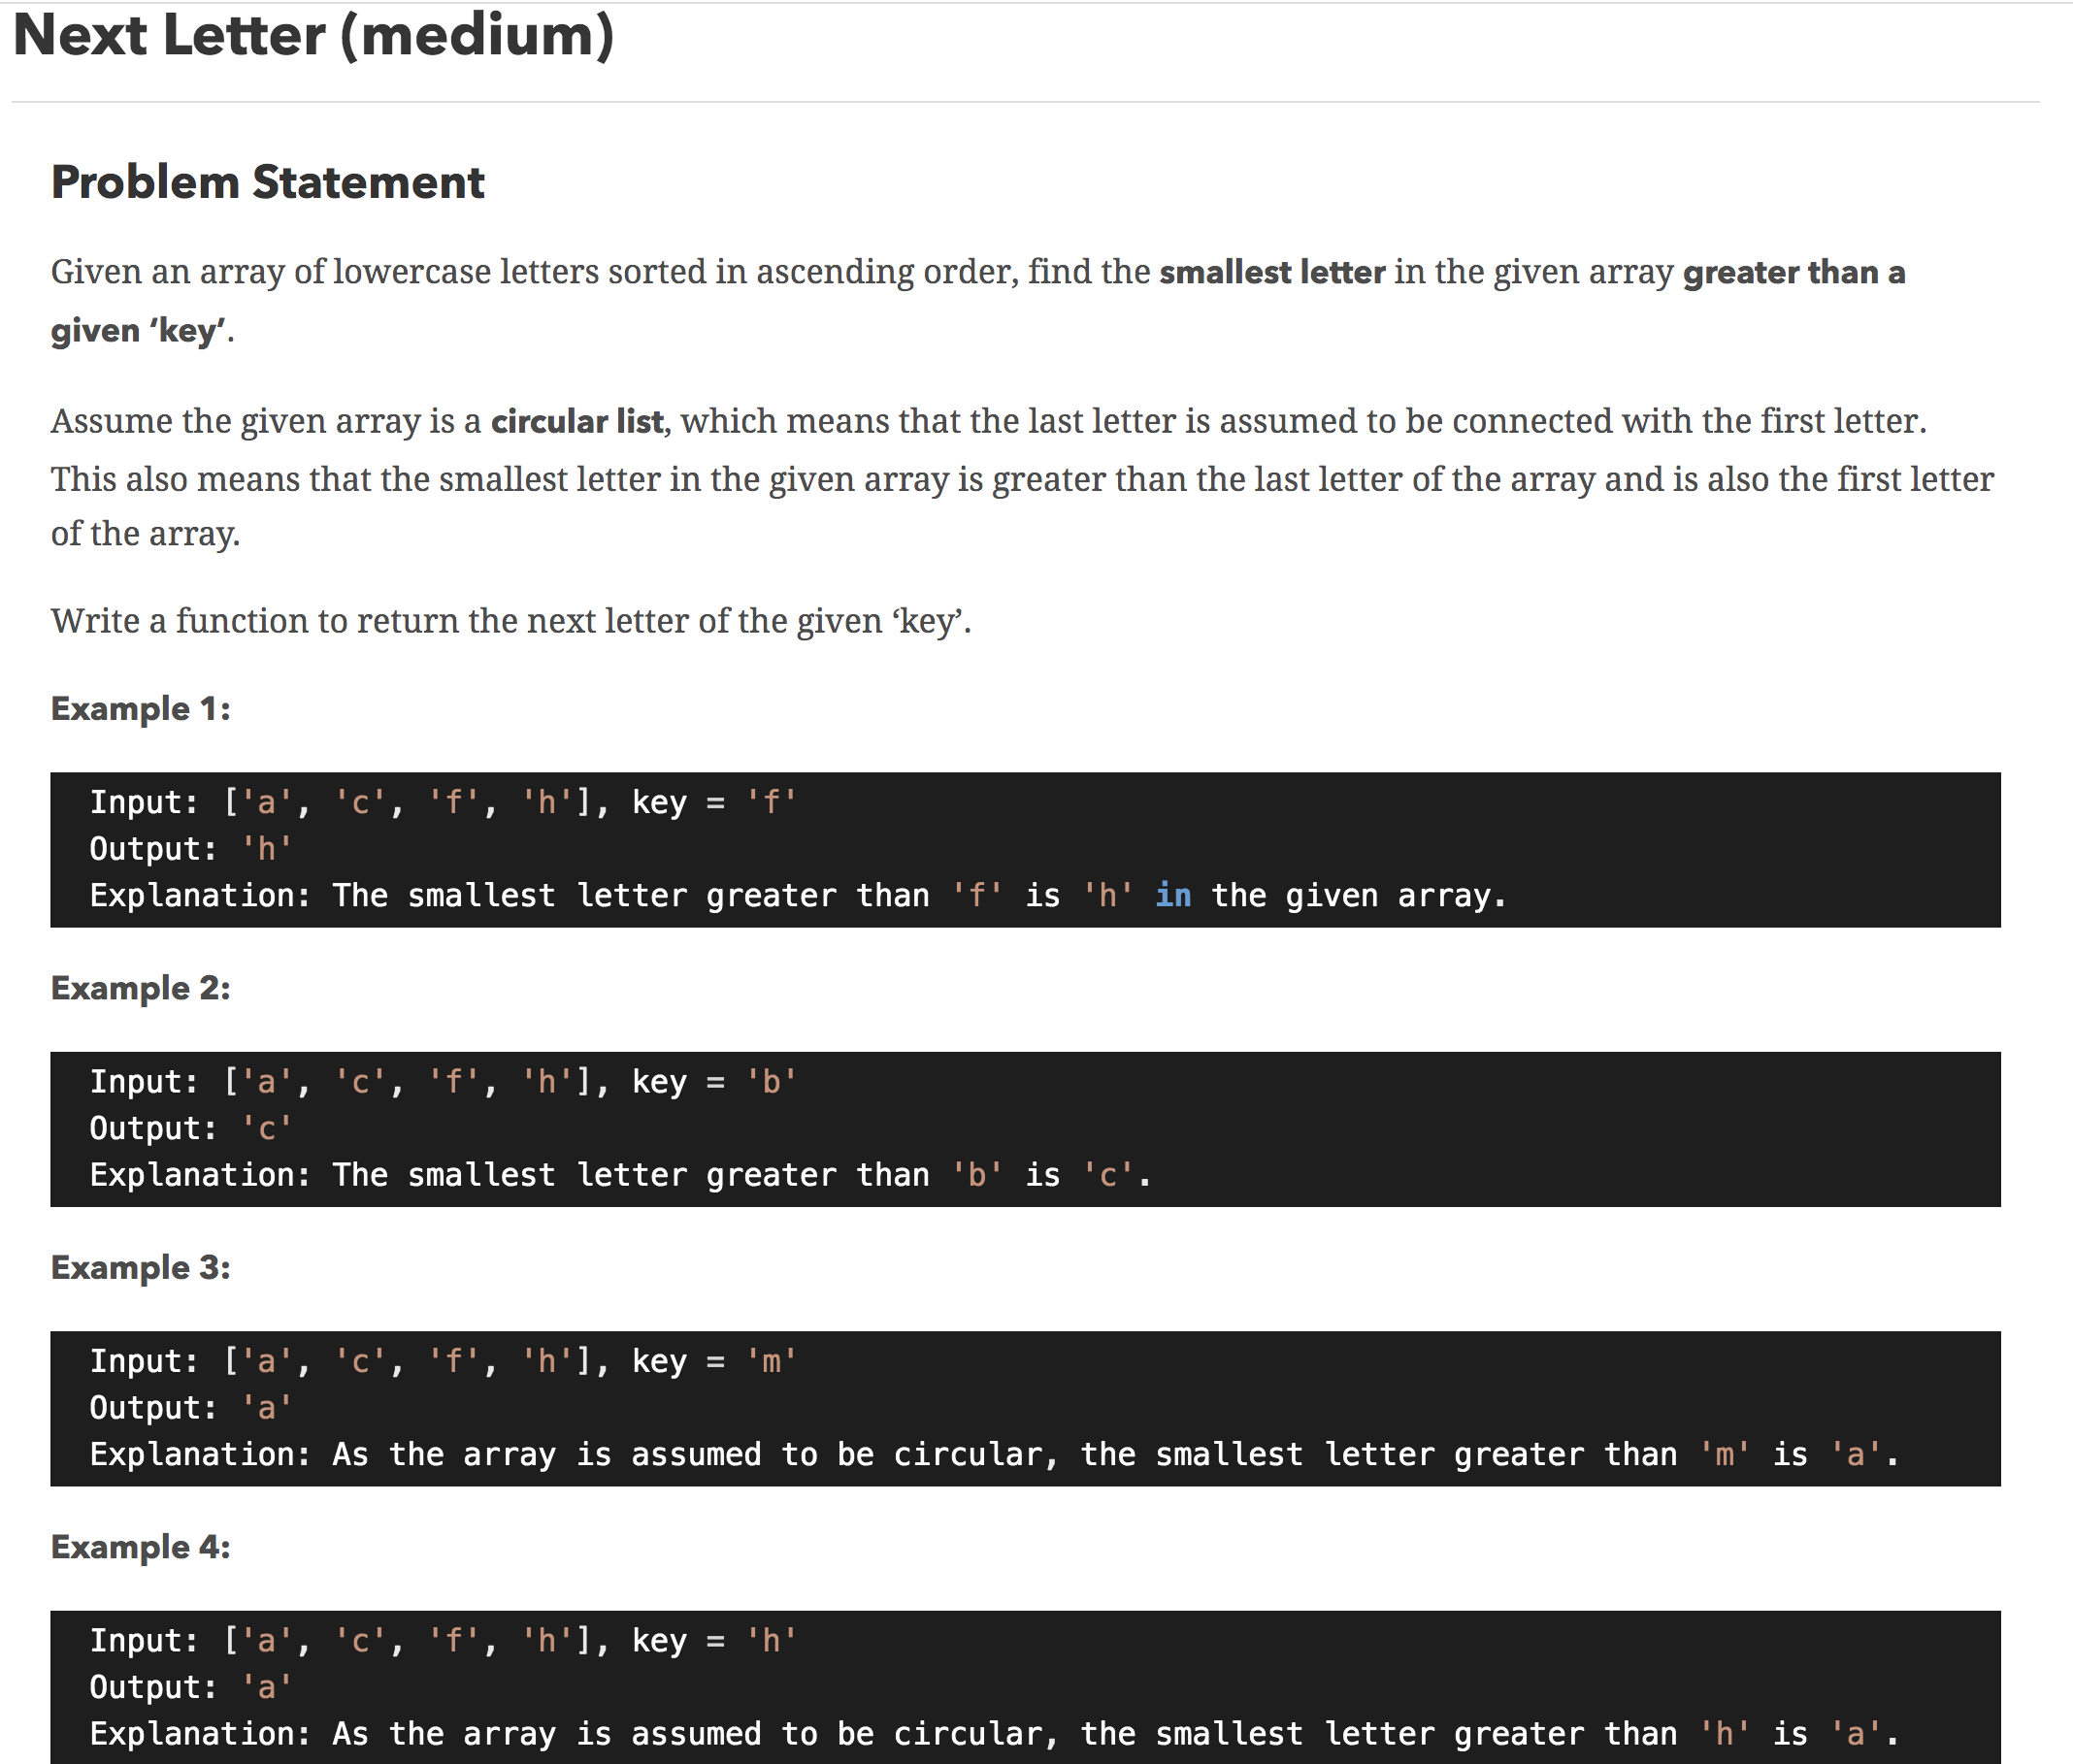 Next Letter (medium)
Problem Statement
Given an array of lowercase letters sorted in ascending order, find the smallest letter in the given array greater than a
given ‘key’.
Assume the given array is a circular list, which means that the last letter is assumed to be connected with the first letter.
This also means that the smallest letter in the given array is greater than the last letter of the array and is also the first letter
of the array.
Write a function to return the next letter of the given ‘key’.
Example 1:
Input: ['a', 'c', 'f', 'h'], key = 'f'
Output: 'h'
Explanation: The smallest letter greater than 'f' is 'h' in the given array.
Example 2:
Input: ['a', 'c', 'f', 'h'], key = 'b'
Output: 'c'
Explanation: The smallest letter greater than 'b' is 'c'.
Example 3:
Input: ['a', 'c', 'f', 'h'], key = 'm'
Output: 'a'
Explanation: As the array is assumed to be circular, the smallest letter greater than 'm' is 'a'.
Example 4:
Input: ['a', 'c', 'f', 'h'], key = 'h'
Output: 'a'
Explanation: As the array is assumed to be circular, the smallest letter greater than 'h' is 'a'.